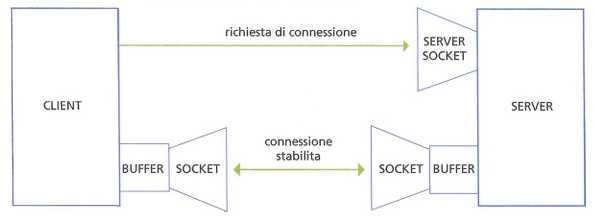 richiesta di connessione
SERVER
SOCKET
CLIENT
SERVER
connessione
stabilita
BUFFER
SOCKET
SOCKET
BUFFER